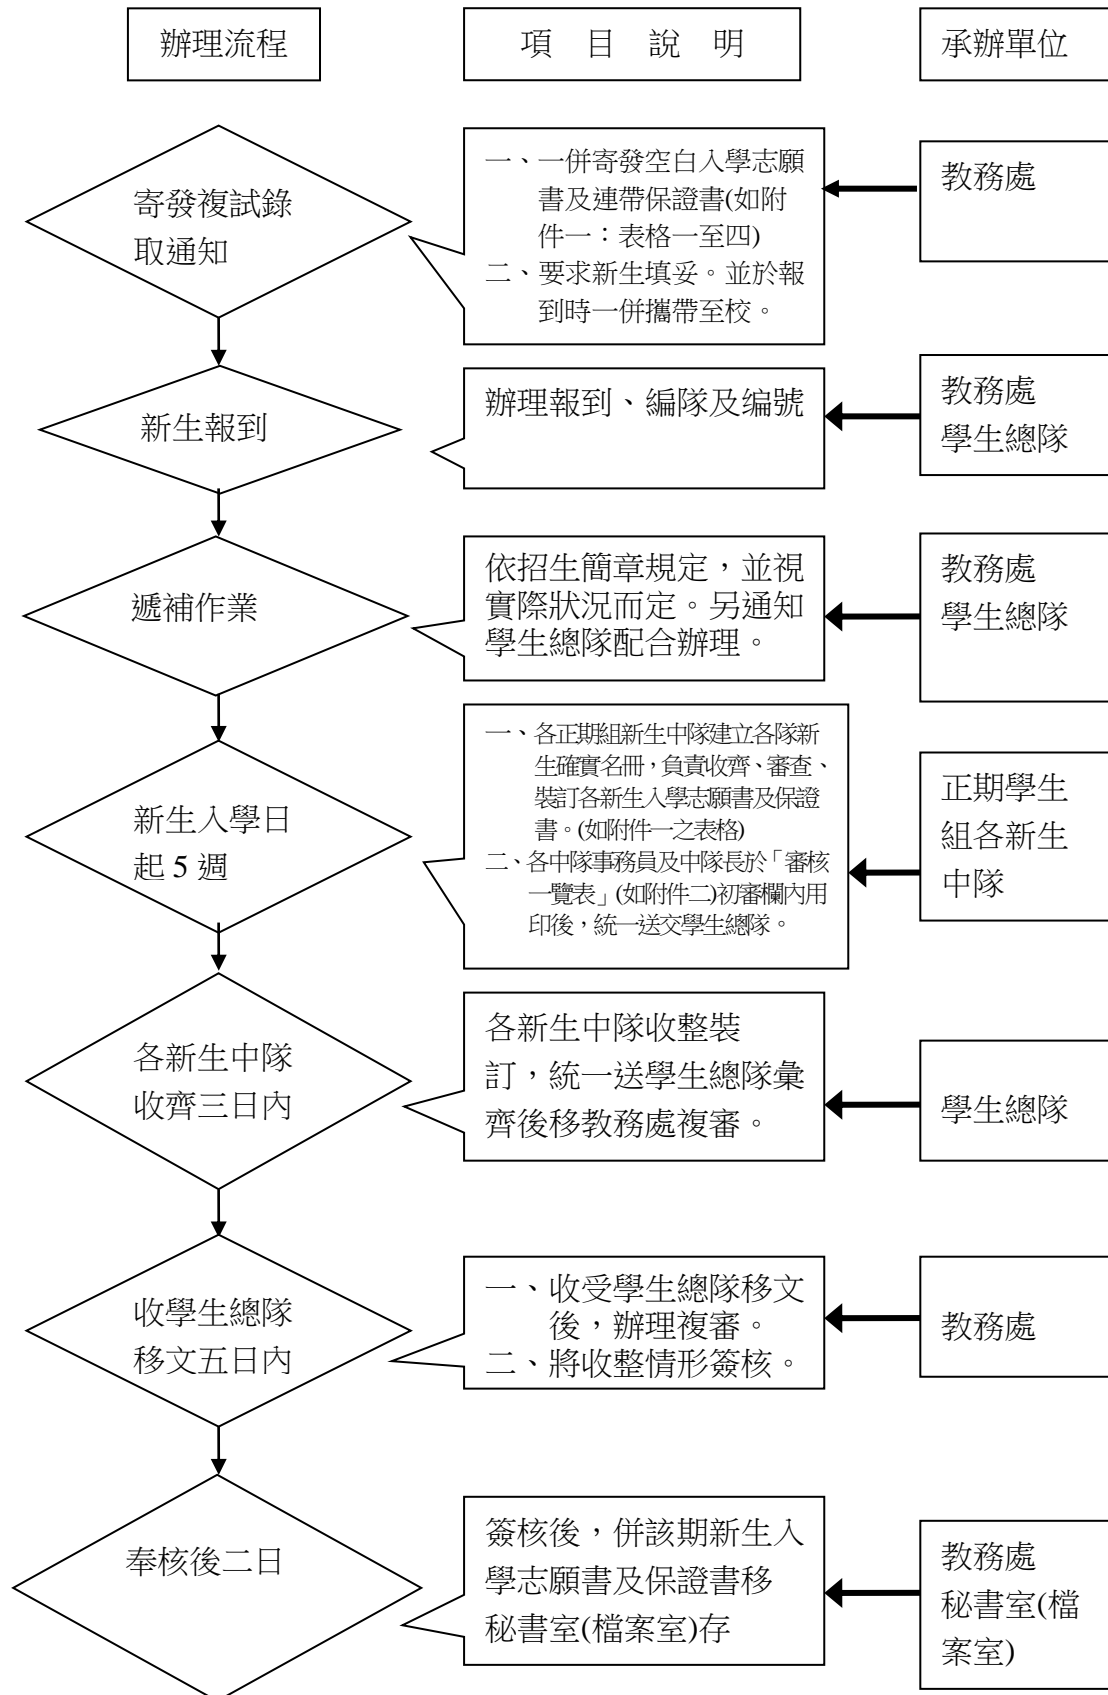 辦理流程
項目說明
承辦單位
寄發複試錄
取通知
一、一併寄發空白入學志願
書及連帶保證書(如附
件一：表格一至四)
二、要求新生填妥。並於報
到時一併攜帶至校。
教務處
新生報到
辦理報到、編隊及编號
教務處
學生總隊
遞補作業
依招生簡章規定，並視
實際狀況而定。另通知
學生總隊配合辦理。
教務處
學生總隊
新生入學日
起 5 週
一、各正期組新生中隊建立各隊新
生確實名冊，負責收齊、審查、
裝訂各新生入學志願書及保證
書。(如附件一之表格)
二、各中隊事務員及中隊長於「審核
一覽表」(如附件二)初審欄內用
印後，統一送交學生總隊。
正期學生
組各新生
中隊
各新生中隊
收齊三日內
各新生中隊收整裝
訂，統一送學生總隊彙
齊後移教務處複審。
學生總隊
收學生總隊
移文五日內
一、收受學生總隊移文
後，辦理複審。
二、將收整情形簽核。
教務處
奉核後二日
簽核後，併該期新生入
學志願書及保證書移
秘書室(檔案室)存
教務處
秘書室(檔
案室)